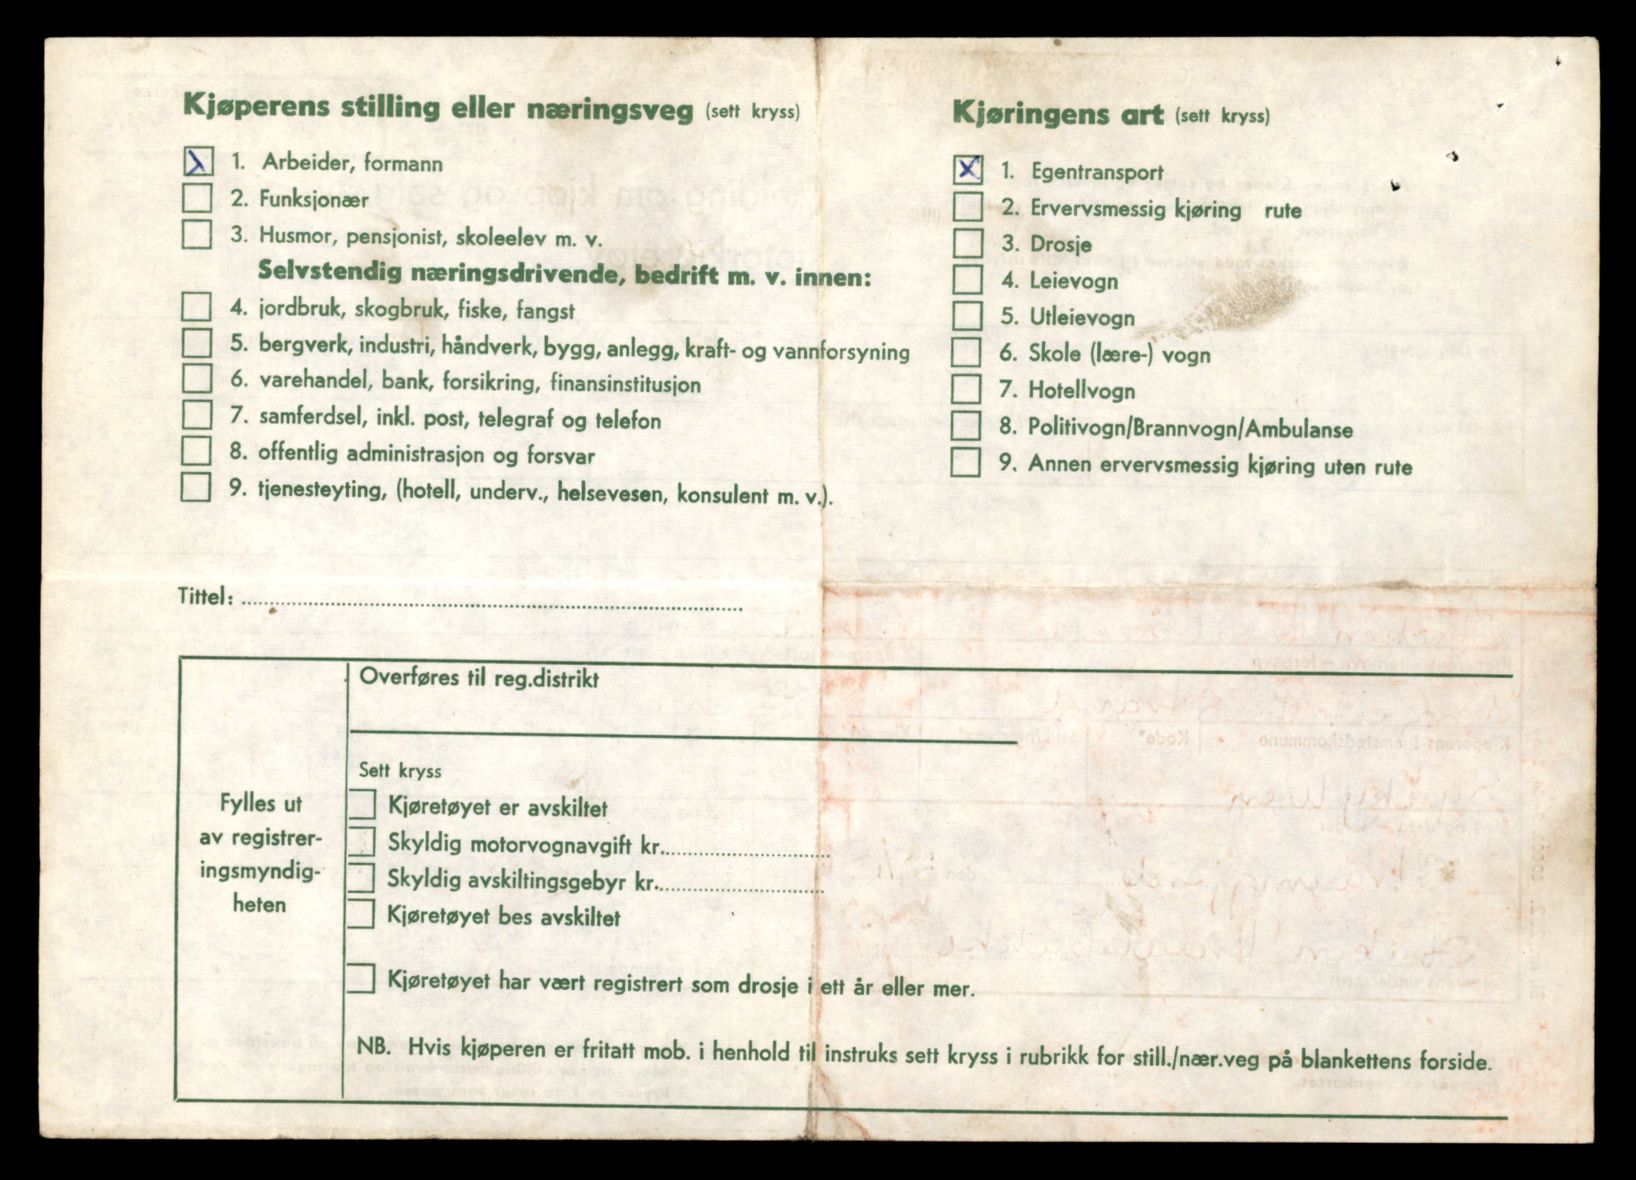 Kjøperens stilling eller næringsveg (sett kryss)
1. Arbeider, formann
2. Funksjonær
3. Husmor, pensjonist, skoleelev m. v.
Selvstendig næringsdrivende, bedrift m. v. innen:
4. jordbruk, skogbruk, fiske, fangst
5. bergverk, industri, håndverk, bygg, anlegg, kraft- og vannforsyning
6. varehandel, bank, forsikring, finansinstitusjon
7. samferdsel, inkl. post, telegraf og telefon
8. offentlig administrasjon og forsvar
9. tjenesteyting, (hotell, underv., helsevesen, konsulent m. v.).
Kjøringens art (sett kryss)
1. Egentransport
2. Ervervsmessig kjøring rute
3. Drosje
4. Leievogn
5. Utleievogn
6. Skole (lære-) vogn
7. Hotellvogn
8. Politivogn/Brannvogn/Ambulanse
9. Annen ervervsmessig kjøring uten rute
Tittel:
Fylles ut
av registrer-
ingsmyndig-
heten
Overføres til reg.distrikt
Sett kryss
Kjøretøyet er avskiltet
Skyldig motorvognavgift kr.
Skyldig avskiltingsgebyr kr.
Kjøretøyet bes avskiltet
Kjøretøyet har vært registrert som drosje i ett år eller mer.
NB. Hvis kjøperen er fritatt mob. i henhold til instruks sett kryss i rubrikk for still./nær.veg på blankettens forside.